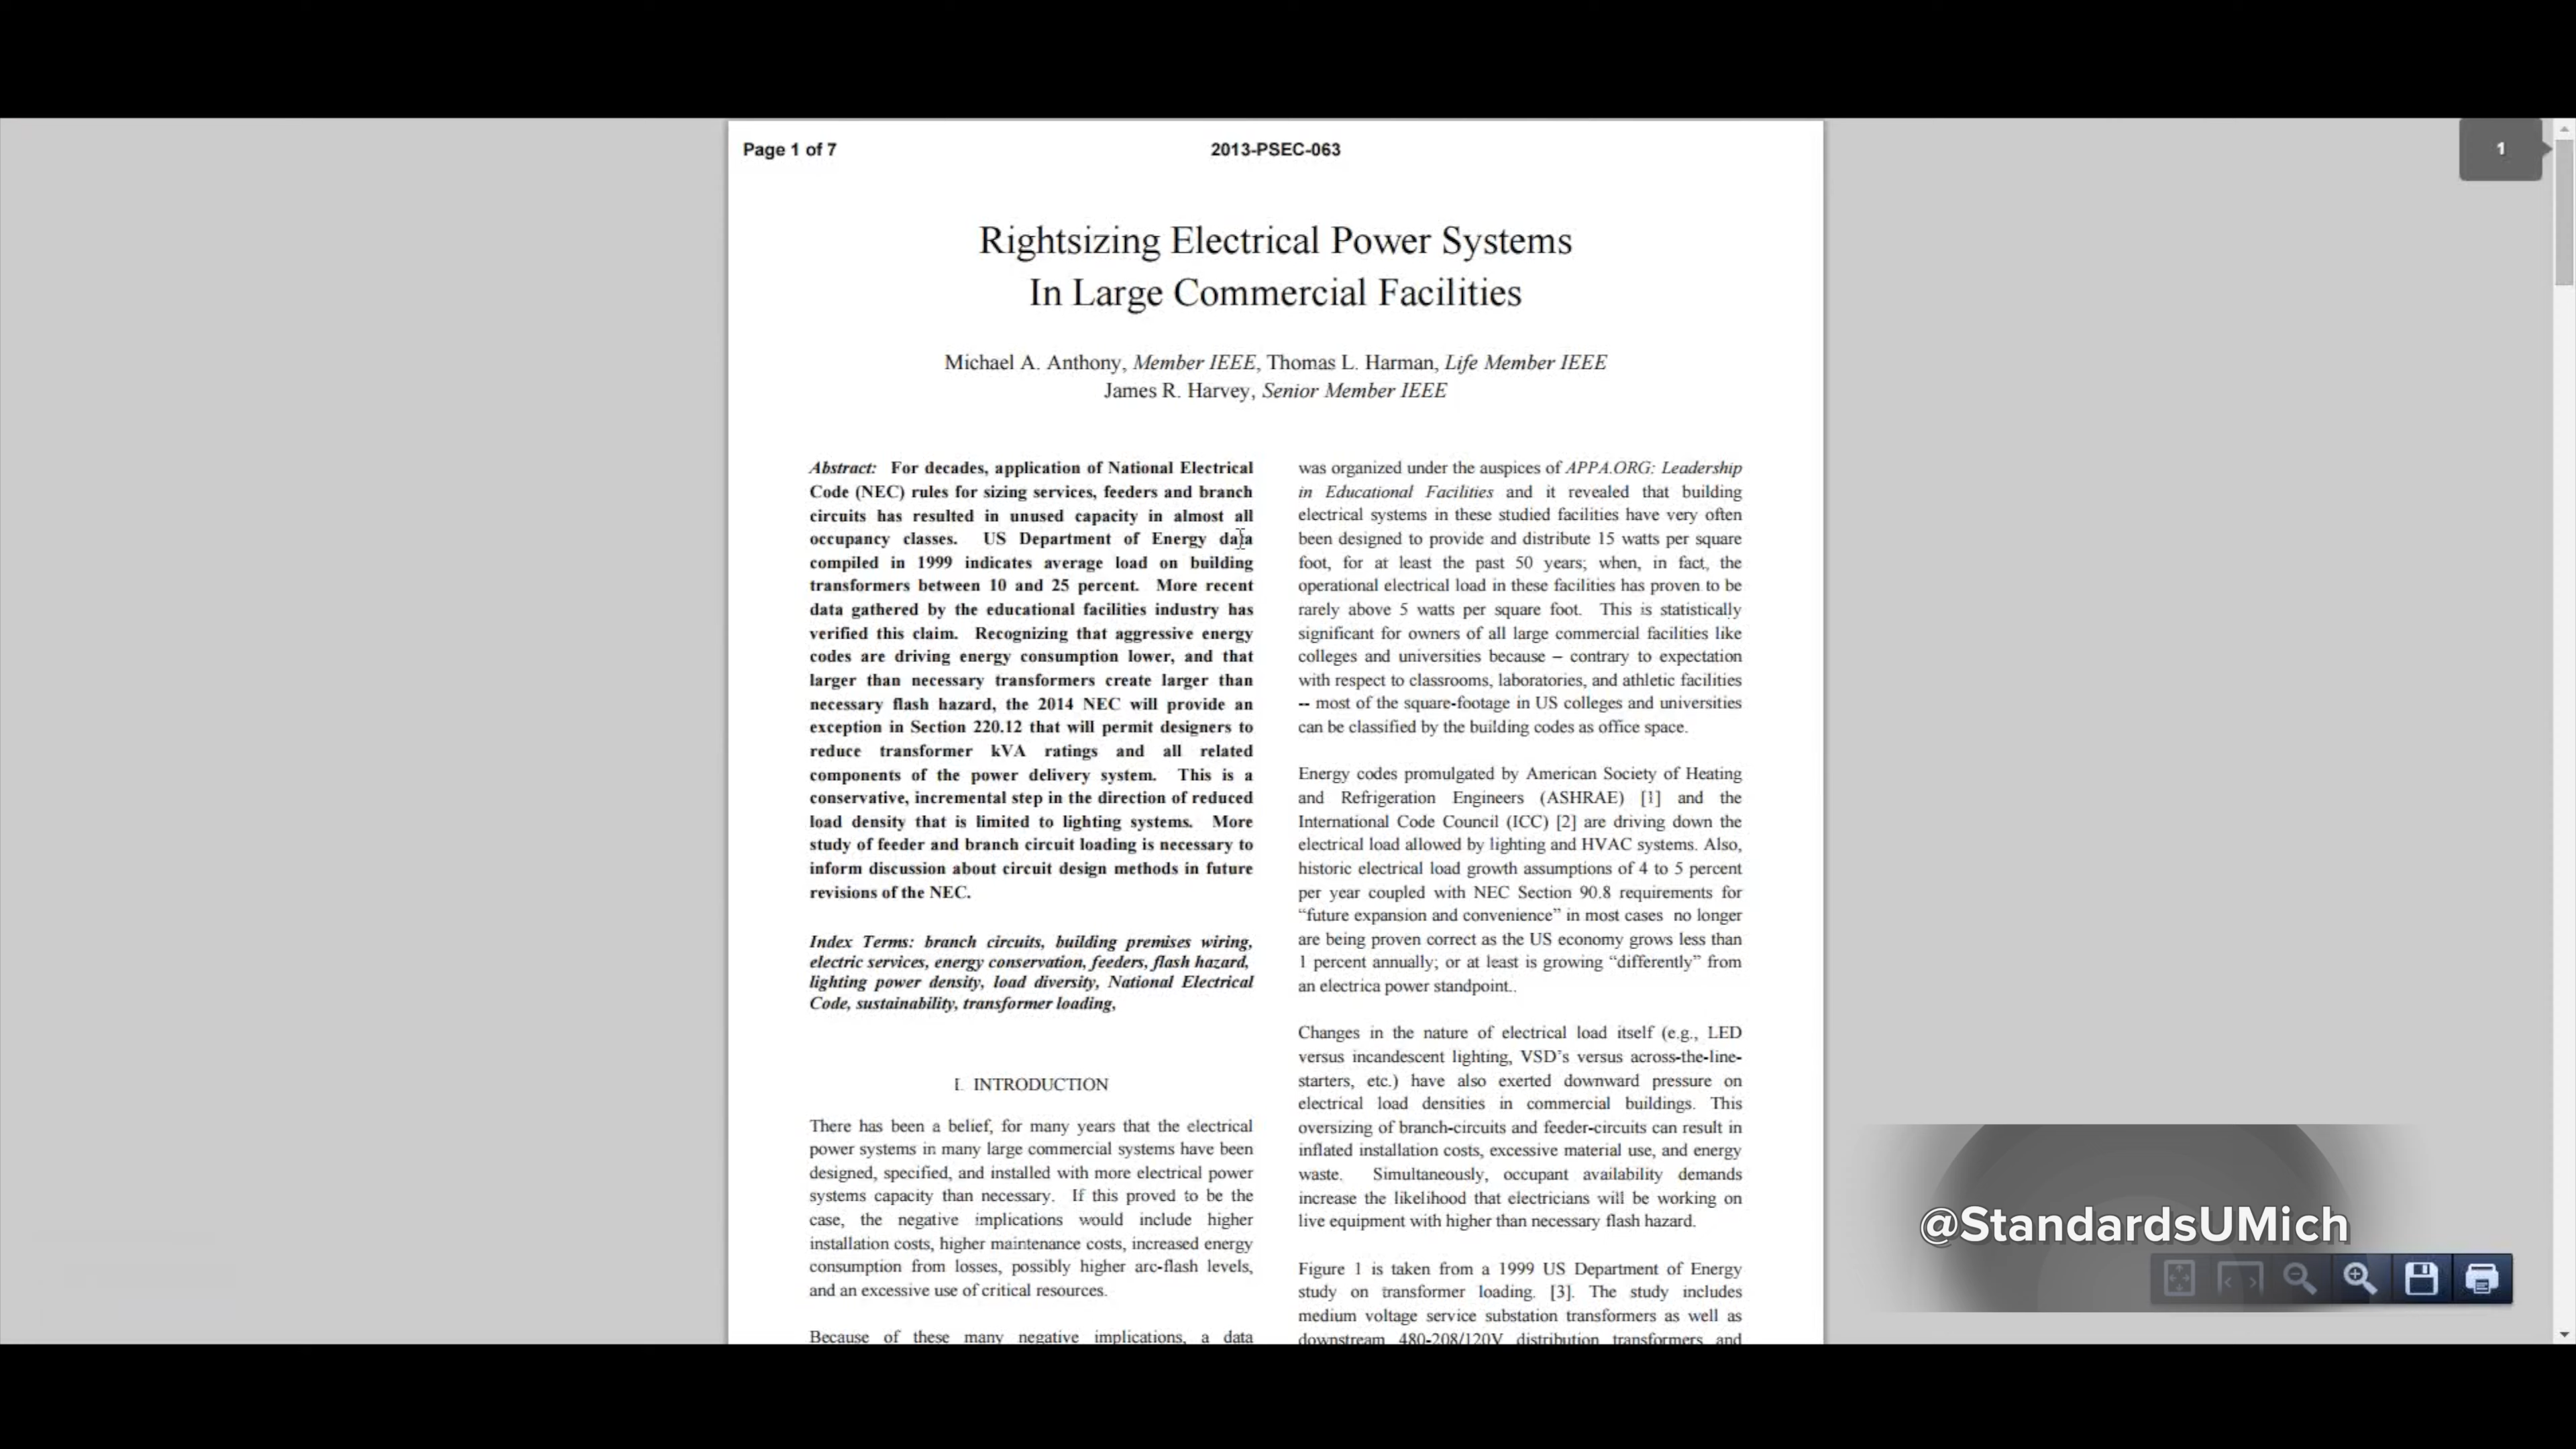 Page 1 of 7
2013-PSEC-063
1
Rightsizing Electrical Power Systems
In Large Commercial Facilities
Michael A. Anthony, Member IEEE, Thomas L. Harman, Life Member IEEE
James R. Harvey, Senior Member IEEE
Abstract: For decades, application of National Electrical
Code (NEC) rules for sizing services, feeders and branch
circuits has resulted in unused capacity in almost all
occupancy classes. US Department of Energy data
compiled in 1999 indicates average load on building
transformers between 10 and 25 percent. More recent
data gathered by the educational facilities industry has
verified this claim. Recognizing that aggressive energy
codes are driving energy consumption lower, and that
larger than necessary transformers create larger than
necessary flash hazard, the 2014 NEC will provide an
exception in Section 220.12 that will permit designers to
reduce transformer kVA ratings and all related
components of the power delivery system. This is a
conservative, incremental step in the direction of reduced
load density that is limited to lighting systems. More
study of feeder and branch circuit loading is necessary to
inform discussion about circuit design methods in future
revisions of the NEC.
Index Terms: branch circuits, building premises wiring,
electric services, energy conservation, feeders, flash hazard,
lighting power density, load diversity, National Electrical
Code, sustainability, transformer loading,
I. INTRODUCTION
There has been a belief, for many years that the electrical
power systems in many large commercial systems have been
designed, specified, and installed with more electrical power
systems capacity than necessary. If this proved to be the
case, the negative implications would include higher
installation costs, higher maintenance costs, increased energy
consumption from losses, possibly higher arc-flash levels,
and an excessive use of critical resources.
Because of these many negative implications, a data
was organized under the auspices of APPA.ORG: Leadership
in Educational Facilities and it revealed that building
electrical systems in these studied facilities have very often
been designed to provide and distribute 15 watts per square
foot, for at least the past 50 years; when, in fact, the
operational electrical load in these facilities has proven to be
rarely above 5 watts per square foot. This is statistically
significant for owners of all large commercial facilities like
colleges and universities because – contrary to expectation
with respect to classrooms, laboratories, and athletic facilities
-- most of the square-footage in US colleges and universities
can be classified by the building codes as office space.
Energy codes promulgated by American Society of Heating
and Refrigeration Engineers (ASHRAE) [1] and the
International Code Council (ICC) [2] are driving down the
electrical load allowed by lighting and HVAC systems. Also,
historic electrical load growth assumptions of 4 to 5 percent
per year coupled with NEC Section 90.8 requirements for
“future expansion and convenience” in most cases no longer
are being proven correct as the US economy grows less than
1 percent annually; or at least is growing “differently” from
an electrica power standpoint..
Changes in the nature of electrical load itself (e.g., LED
versus incandescent lighting, VSD’s versus across-the-line-
starters, etc.) have also exerted downward pressure on
electrical load densities in commercial buildings. This
oversizing of branch-circuits and feeder-circuits can result in
inflated installation costs, excessive material use, and energy
waste. Simultaneously, occupant availability demands
increase the likelihood that electricians will be working on
live equipment with higher than necessary flash hazard.
Figure 1 is taken from a 1999 US Department of Energy
study on transformer loading. [3]. The study includes
medium voltage service substation transformers as well as
downstream 480-208/120V distribution transformers and
@StandardsUMich